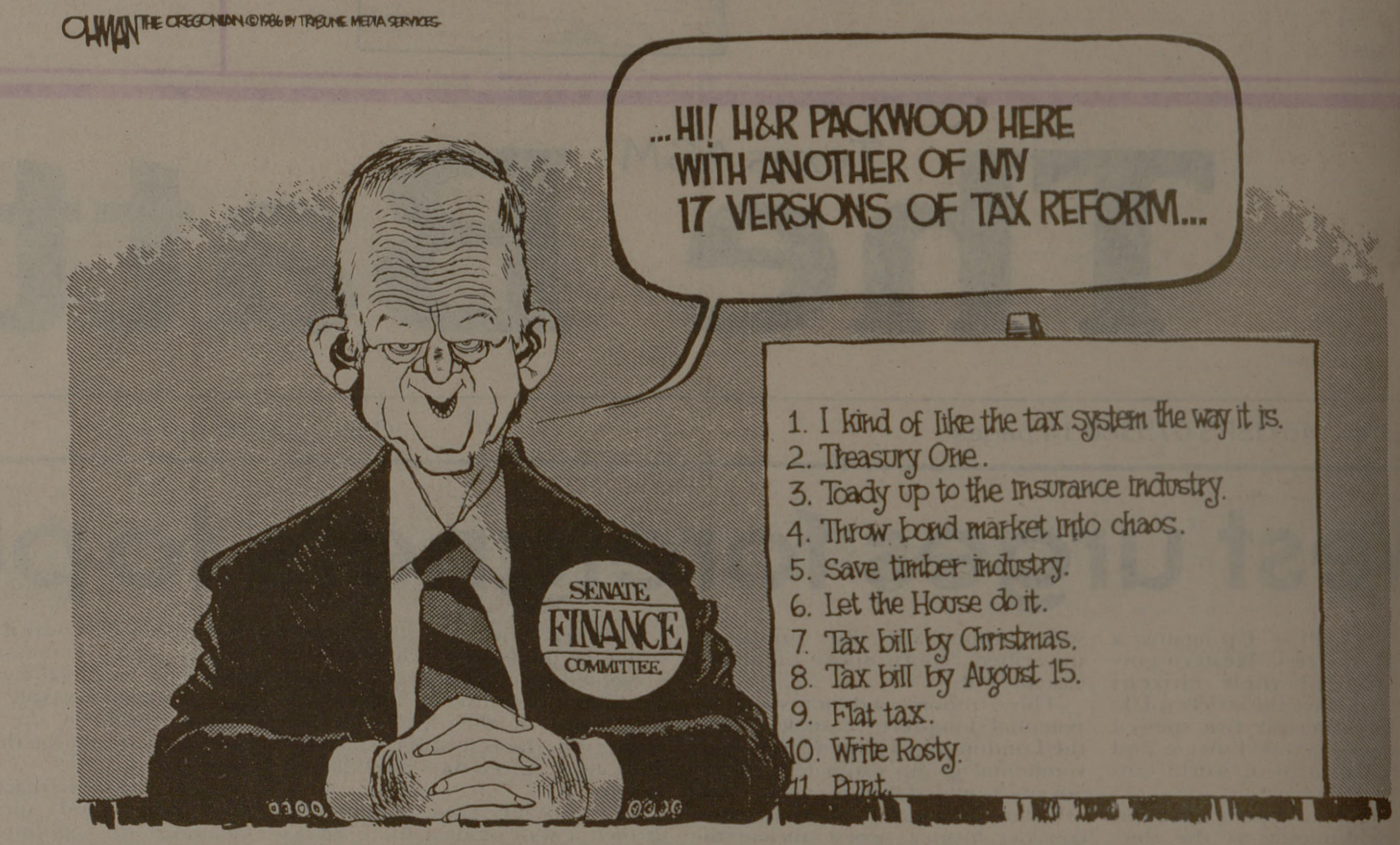 OHMAN THE OREGONIAN ©1986 BY TRIBUNE MEDIA SERVICES
...HI! H&R PACKWOOD HERE
WITH ANOTHER OF MY
17 VERSIONS OF TAX REFORM...
1. I kind of like the tax system the way it is.
2. Treasury One.
3. Toady up to the insurance industry.
4. Throw bond market into chaos.
5. Save timber industry.
6. Let the House do it.
7. Tax bill by Christmas.
8. Tax bill by August 15.
9. Flat tax.
10. Write Rosty.
11. Punt.
SENATE
FINANCE
COMMITTEE